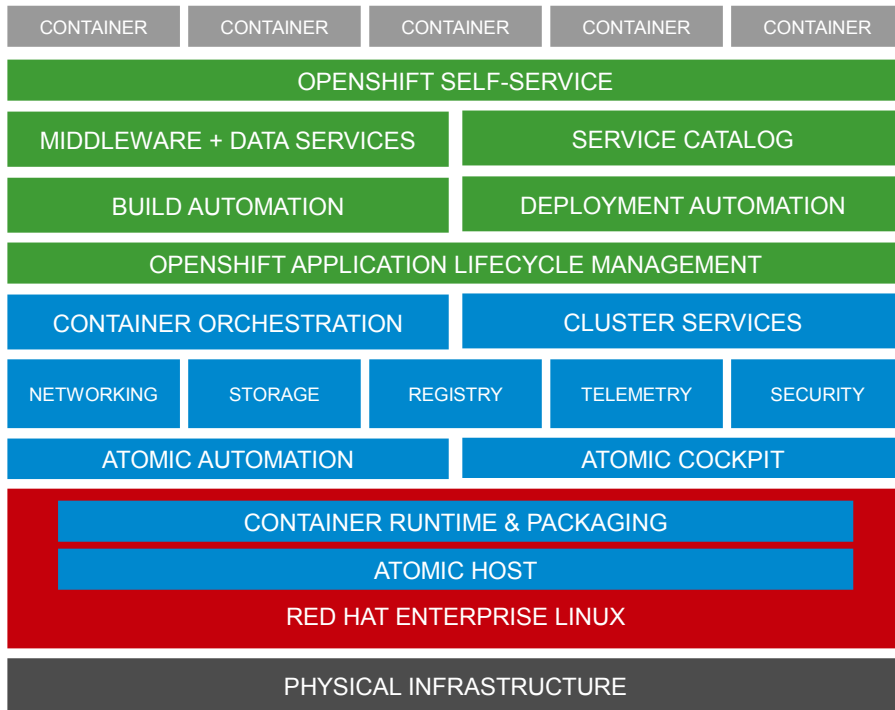 CONTAINER CONTAINER CONTAINER CONTAINER CONTAINER
OPENSHIFT SELF-SERVICE
MIDDLEWARE + DATA SERVICES SERVICE CATALOG
BUILD AUTOMATION DEPLOYMENT AUTOMATION
OPENSHIFT APPLICATION LIFECYCLE MANAGEMENT
CONTAINER ORCHESTRATION CLUSTER SERVICES
NETWORKING STORAGE REGISTRY TELEMETRY SECURITY
ATOMIC AUTOMATION ATOMIC COCKPIT
CONTAINER RUNTIME & PACKAGING
ATOMIC HOST
RED HAT ENTERPRISE LINUX
PHYSICAL INFRASTRUCTURE